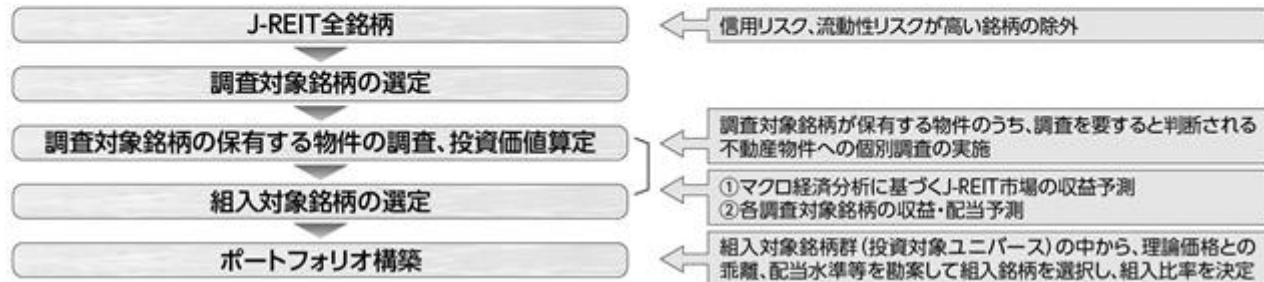 J-REIT全銘柄
信用リスク、流動性リスクが高い銘柄の除外
調査対象銘柄の選定
調査対象銘柄の保有する物件の調査、投資価値算定
調査対象銘柄が保有する物件のうち、調査を要すると判断される
不動産物件への個別調査の実施
組入対象銘柄の選定
①マクロ経済分析に基づくJ-REIT市場の収益予測
②各調査対象銘柄の収益・配当予測
ポートフォリオ構築
組入対象銘柄群(投資対象ユニバース)の中から、理論価格との
乖離、配当水準等を勘案して組入銘柄を選択し、組入比率を決定